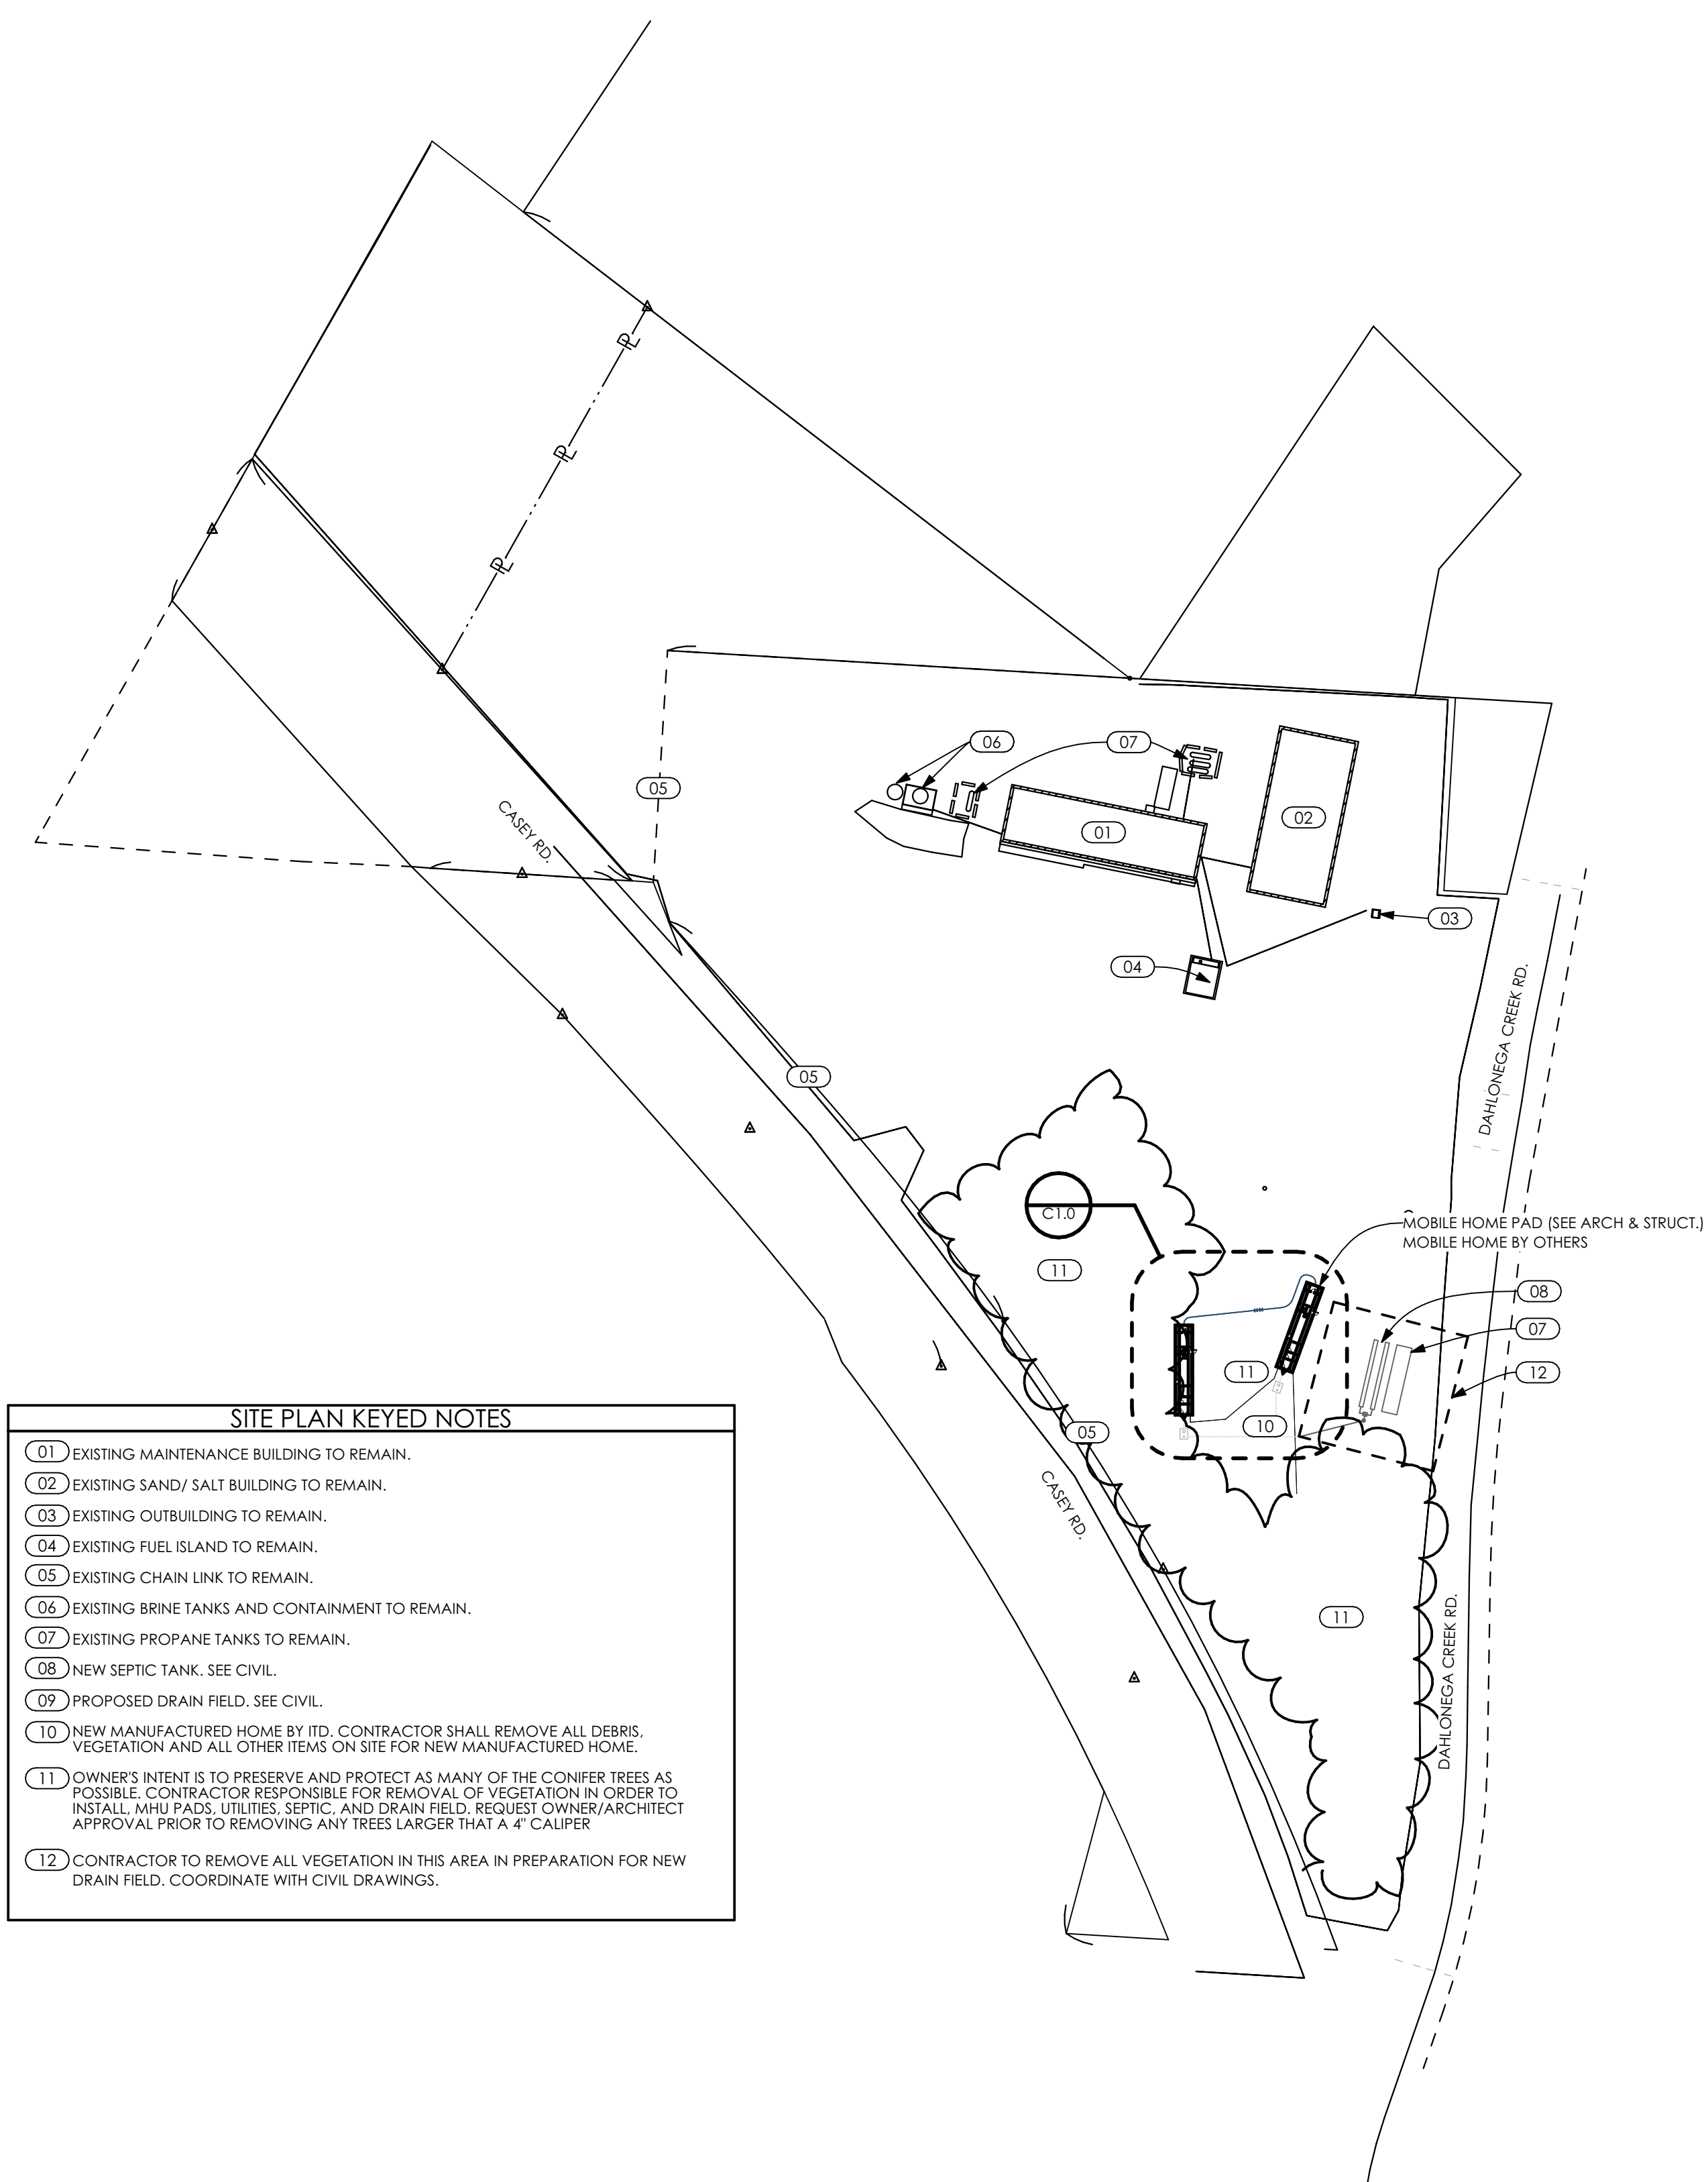 PL
PL
PL
06
07
05
01
02
CASEY RD.
03
04
DAHLONEGA CREEK RD.
05
C1.0
MOBILE HOME PAD (SEE ARCH & STRUCT.)
MOBILE HOME BY OTHERS
11
08
07
11
12
10
05
CASEY RD.
11
DAHLONEGA CREEK RD.
SITE PLAN KEYED NOTES
01 EXISTING MAINTENANCE BUILDING TO REMAIN.
02 EXISTING SAND/ SALT BUILDING TO REMAIN.
03 EXISTING OUTBUILDING TO REMAIN.
04 EXISTING FUEL ISLAND TO REMAIN.
05 EXISTING CHAIN LINK TO REMAIN.
06 EXISTING BRINE TANKS AND CONTAINMENT TO REMAIN.
07 EXISTING PROPANE TANKS TO REMAIN.
08 NEW SEPTIC TANK. SEE CIVIL.
09 PROPOSED DRAIN FIELD. SEE CIVIL.
10 NEW MANUFACTURED HOME BY ITD. CONTRACTOR SHALL REMOVE ALL DEBRIS,
VEGETATION AND ALL OTHER ITEMS ON SITE FOR NEW MANUFACTURED HOME.
11 OWNER'S INTENT IS TO PRESERVE AND PROTECT AS MANY OF THE CONIFER TREES AS
POSSIBLE. CONTRACTOR RESPONSIBLE FOR REMOVAL OF VEGETATION IN ORDER TO
INSTALL, MHU PADS, UTILITIES, SEPTIC, AND DRAIN FIELD. REQUEST OWNER/ARCHITECT
APPROVAL PRIOR TO REMOVING ANY TREES LARGER THAT A 4" CALIPER
12 CONTRACTOR TO REMOVE ALL VEGETATION IN THIS AREA IN PREPARATION FOR NEW
DRAIN FIELD. COORDINATE WITH CIVIL DRAWINGS.